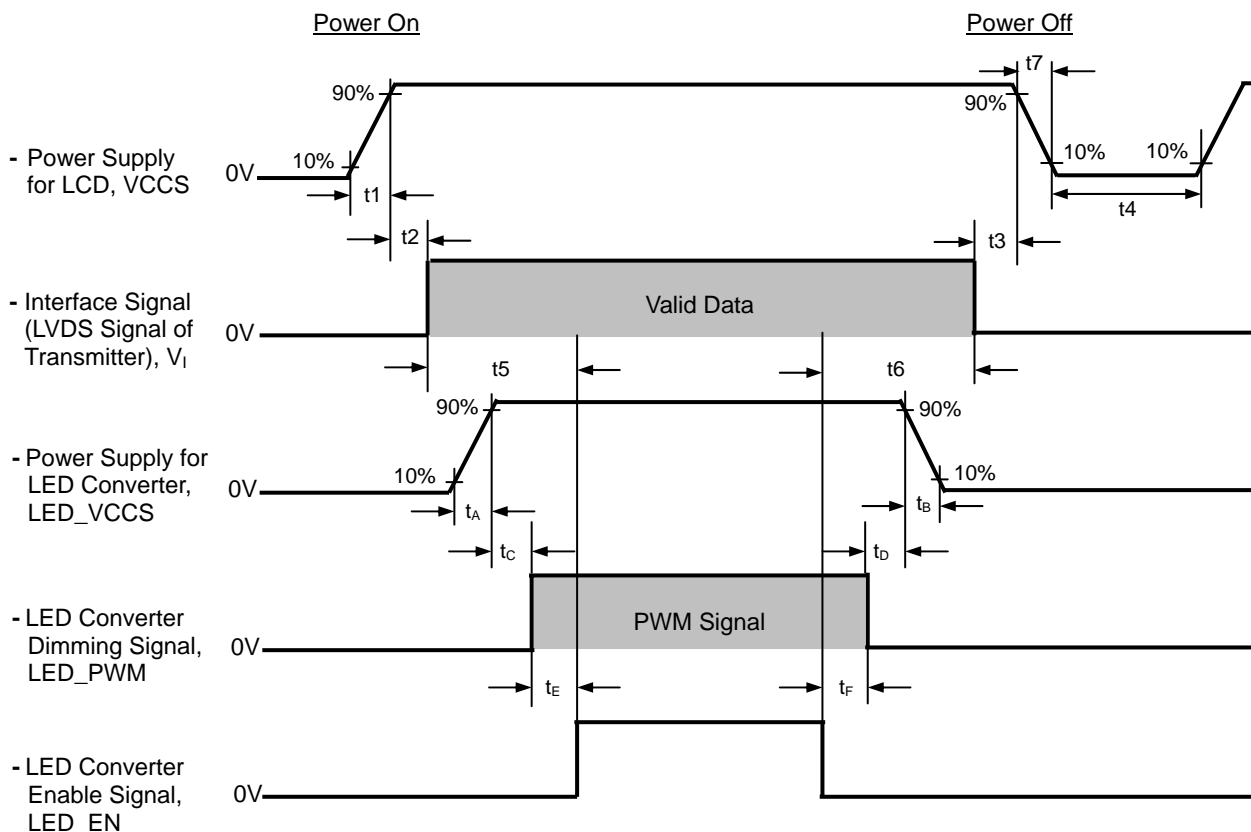 Power On
Power Off
t7
90%
90%
- Power Supply
for LCD, VCCS
10%
10%
10%
0V
t1
t4
t2
t3
- Interface Signal
(LVDS Signal of
Transmitter), VI
0V
Valid Data
t5
t6
90%
90%
- Power Supply for
LED Converter,
LED_VCCS
10%
10%
0V
tA
tB
tC
tD
- LED Converter
Dimming Signal,
LED_PWM
0V
PWM Signal
tE
tF
- LED Converter
Enable Signal,
LED_EN
0V